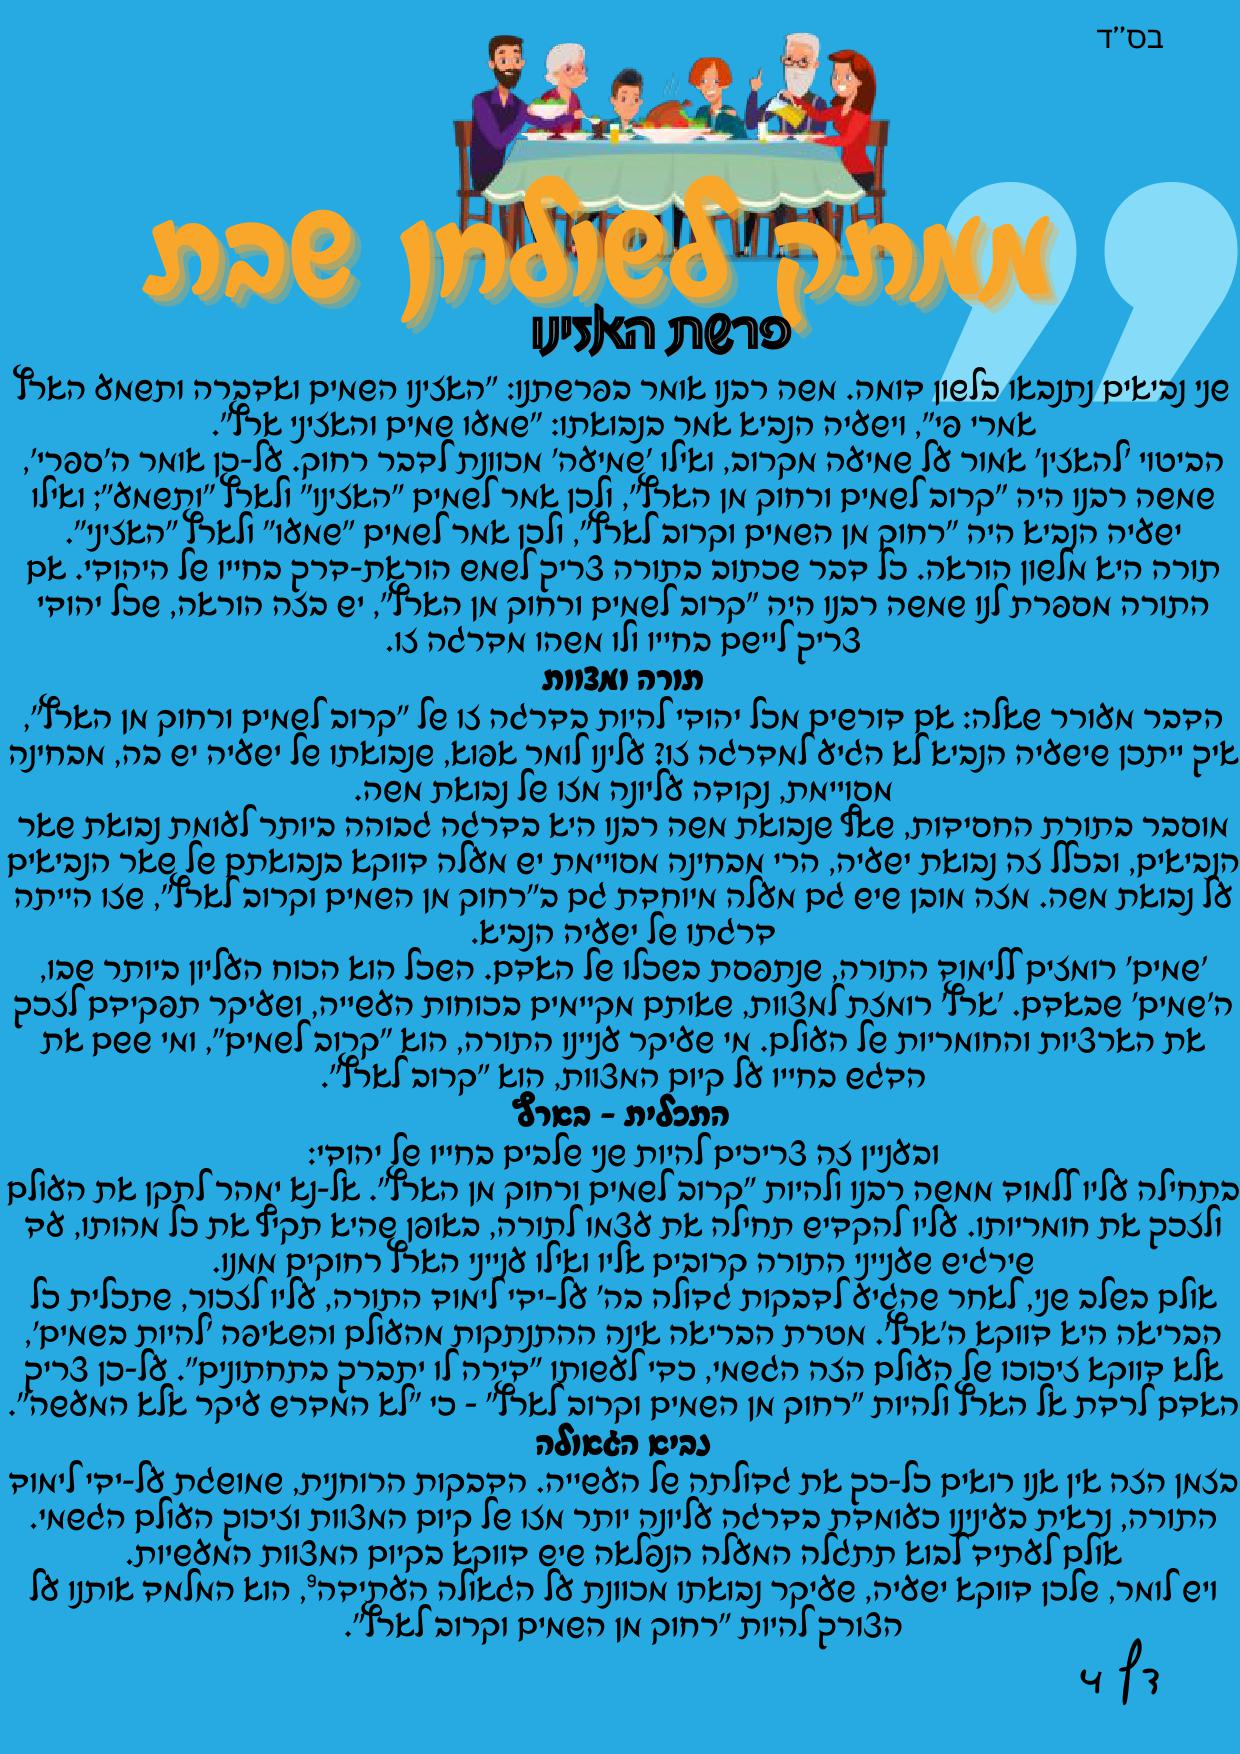 בס"ד
ממתק לשולחן שבת
פרשת האזינו
שני נביאים נתנבאו בלשון דומה. משה רבנו אומר בפרשתנו: "האזינו השמים ואדברה ותשמע הארץ
אמרי פי", וישעיה הנביא אמר בנבואתו: "שמעו שמים והאזיני ארץ".
הביטוי 'להאזין' אמור על שמיעה מקרוב, ואילו 'שמיעה' מכוונת לדבר רחוק. על-כן אומר ה'ספרי',
שמשה רבנו היה "קרוב לשמים ורחוק מן הארץ", ולכן אמר לשמים "האזינו" ולארץ "ותשמע"; ואילו
ישעיה הנביא היה "רחוק מן השמים וקרוב לארץ", ולכן אמר לשמים "שמעו" ולארץ "האזיני".
תורה היא מלשון הוראה. כל דבר שכתוב בתורה צריך לשמש הוראת-דרך בחייו של היהודי. אם
התורה מספרת לנו שמשה רבנו היה "קרוב לשמים ורחוק מן הארץ", יש בזה הוראה, שכל יהודי
צריך ליישם בחייו ולו משהו מדרגה זו.
תורה ומצוות
הדבר מעורר שאלה: אם דורשים מכל יהודי להיות בדרגה זו של "קרוב לשמים ורחוק מן הארץ",
איך ייתכן שישעיה הנביא לא הגיע למדרגה זו? עלינו לומר אפוא, שנבואתו של ישעיה יש בה, מבחינה
מסויימת, נקודה עליונה מזו של נבואת משה.
מוסבר בתורת החסידות, שאף שנבואת משה רבנו היא בדרגה גבוהה ביותר לעומת נבואת שאר
הנביאים, ובכלל זה נבואת ישעיה, הרי מבחינה מסויימת יש מעלה דווקא בנבואתם של שאר הנביאים
על נבואת משה. מזה מובן שיש גם מעלה מיוחדת גם ב"רחוק מן השמים וקרוב לארץ", שזו הייתה
דרגתו של ישעיה הנביא.
'שמים' רומזים ללימוד התורה, שנתפסת בשכלו של האדם. השכל הוא הכוח העליון ביותר שבו,
ה'שמים' שבאדם. 'ארץ' רומזת למצוות, שאותם מקיימים בכוחות העשייה, ושעיקר תפקידם לזכך
את הארציות והחומריות של העולם. מי שעיקר עניינו התורה, הוא "קרוב לשמים", ומי ששם את
הדגש בחייו על קיום המצוות, הוא "קרוב לארץ".
התכלית - בארץ
ובעניין זה צריכים להיות שני שלבים בחייו של יהודי:
בתחילה עליו ללמוד ממשה רבנו ולהיות "קרוב לשמים ורחוק מן הארץ". אל-נא ימהר לתקן את העולם
ולזכך את חומריותו. עליו להקדיש תחילה את עצמו לתורה, באופן שהיא תקיף את כל מהותו, עד
שירגיש שענייני התורה קרובים אליו ואילו ענייני הארץ רחוקים ממנו.
אולם בשלב שני, לאחר שהגיע לדבקות גדולה בה' על-ידי לימוד התורה, עליו לזכור, שתכלית כל
הבריאה היא דווקא ה'ארץ'. מטרת הבריאה אינה ההתנתקות מהעולם והשאיפה 'להיות בשמים',
אלא דווקא זיכוכו של העולם הזה הגשמי, כדי לעשותו "דירה לו יתברך בתחתונים". על-כן צריך
האדם לרדת אל הארץ ולהיות "רחוק מן השמים וקרוב לארץ" - כי "לא המדרש עיקר אלא המעשה".
נביא הגאולה
בזמן הזה אין אנו רואים כל-כך את גדולתה של העשייה. הדבקות הרוחנית, שמושגת על-ידי לימוד
התורה, נראית בעינינו כעומדת בדרגה עליונה יותר מזו של קיום המצוות וזיכוך העולם הגשמי.
אולם לעתיד לבוא תתגלה המעלה הנפלאה שיש דווקא בקיום המצוות המעשיות.
ויש לומר, שלכן דווקא ישעיה, שעיקר נבואתו מכוונת על הגאולה העתידה⁹, הוא המלמד אותנו על
הצורך להיות "רחוק מן השמים וקרוב לארץ".
דף 4